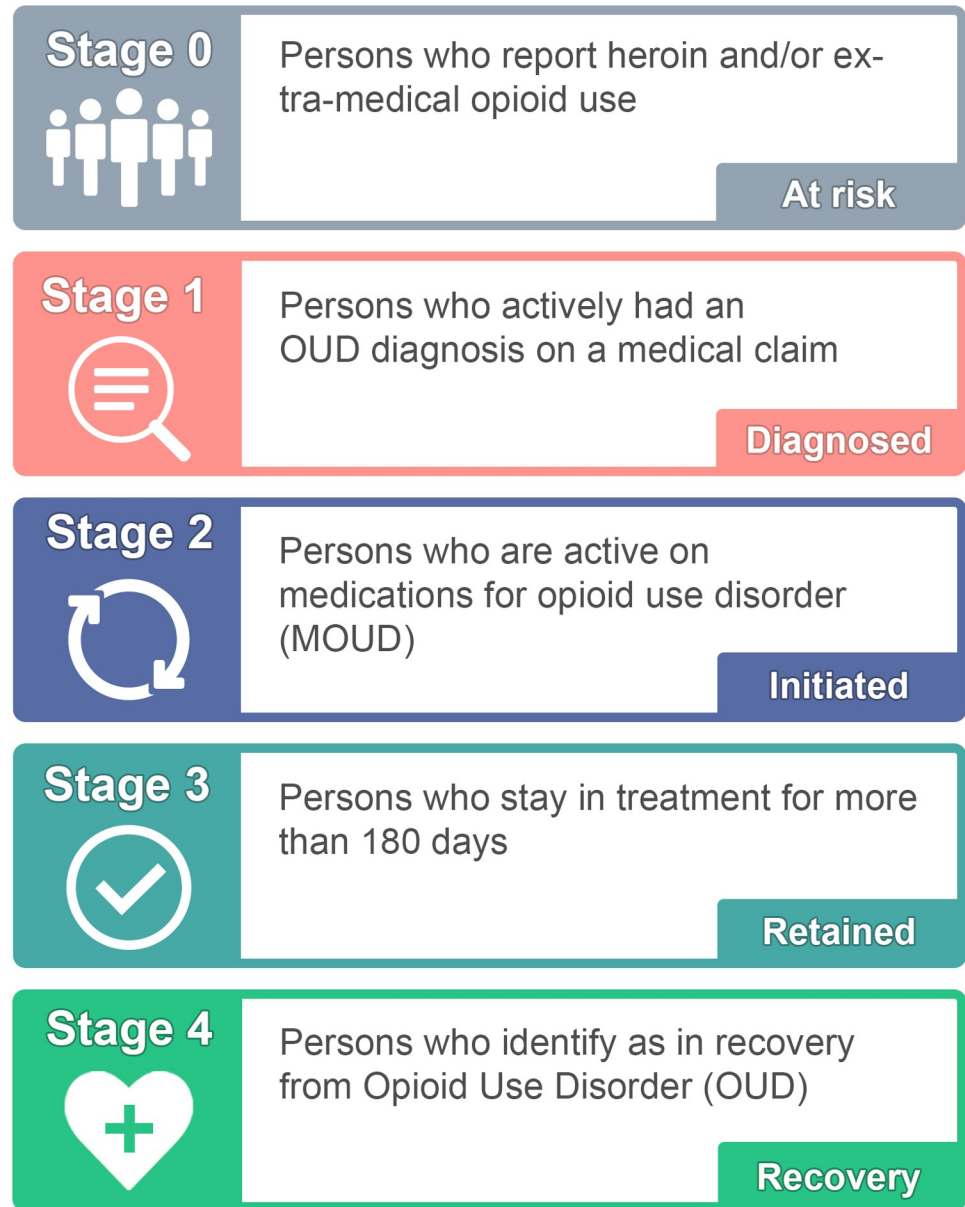 Stage 0
Persons who report heroin and/or ex-
tra-medical opioid use
At risk
Stage 1
Persons who actively had an
OUD diagnosis on a medical claim
Diagnosed
Stage 2
Persons who are active on
medications for opioid use disorder
(MOUD)
Initiated
Stage 3
Persons who stay in treatment for more
than 180 days
Retained
Stage 4
Persons who identify as in recovery
from Opioid Use Disorder (OUD)
Recovery